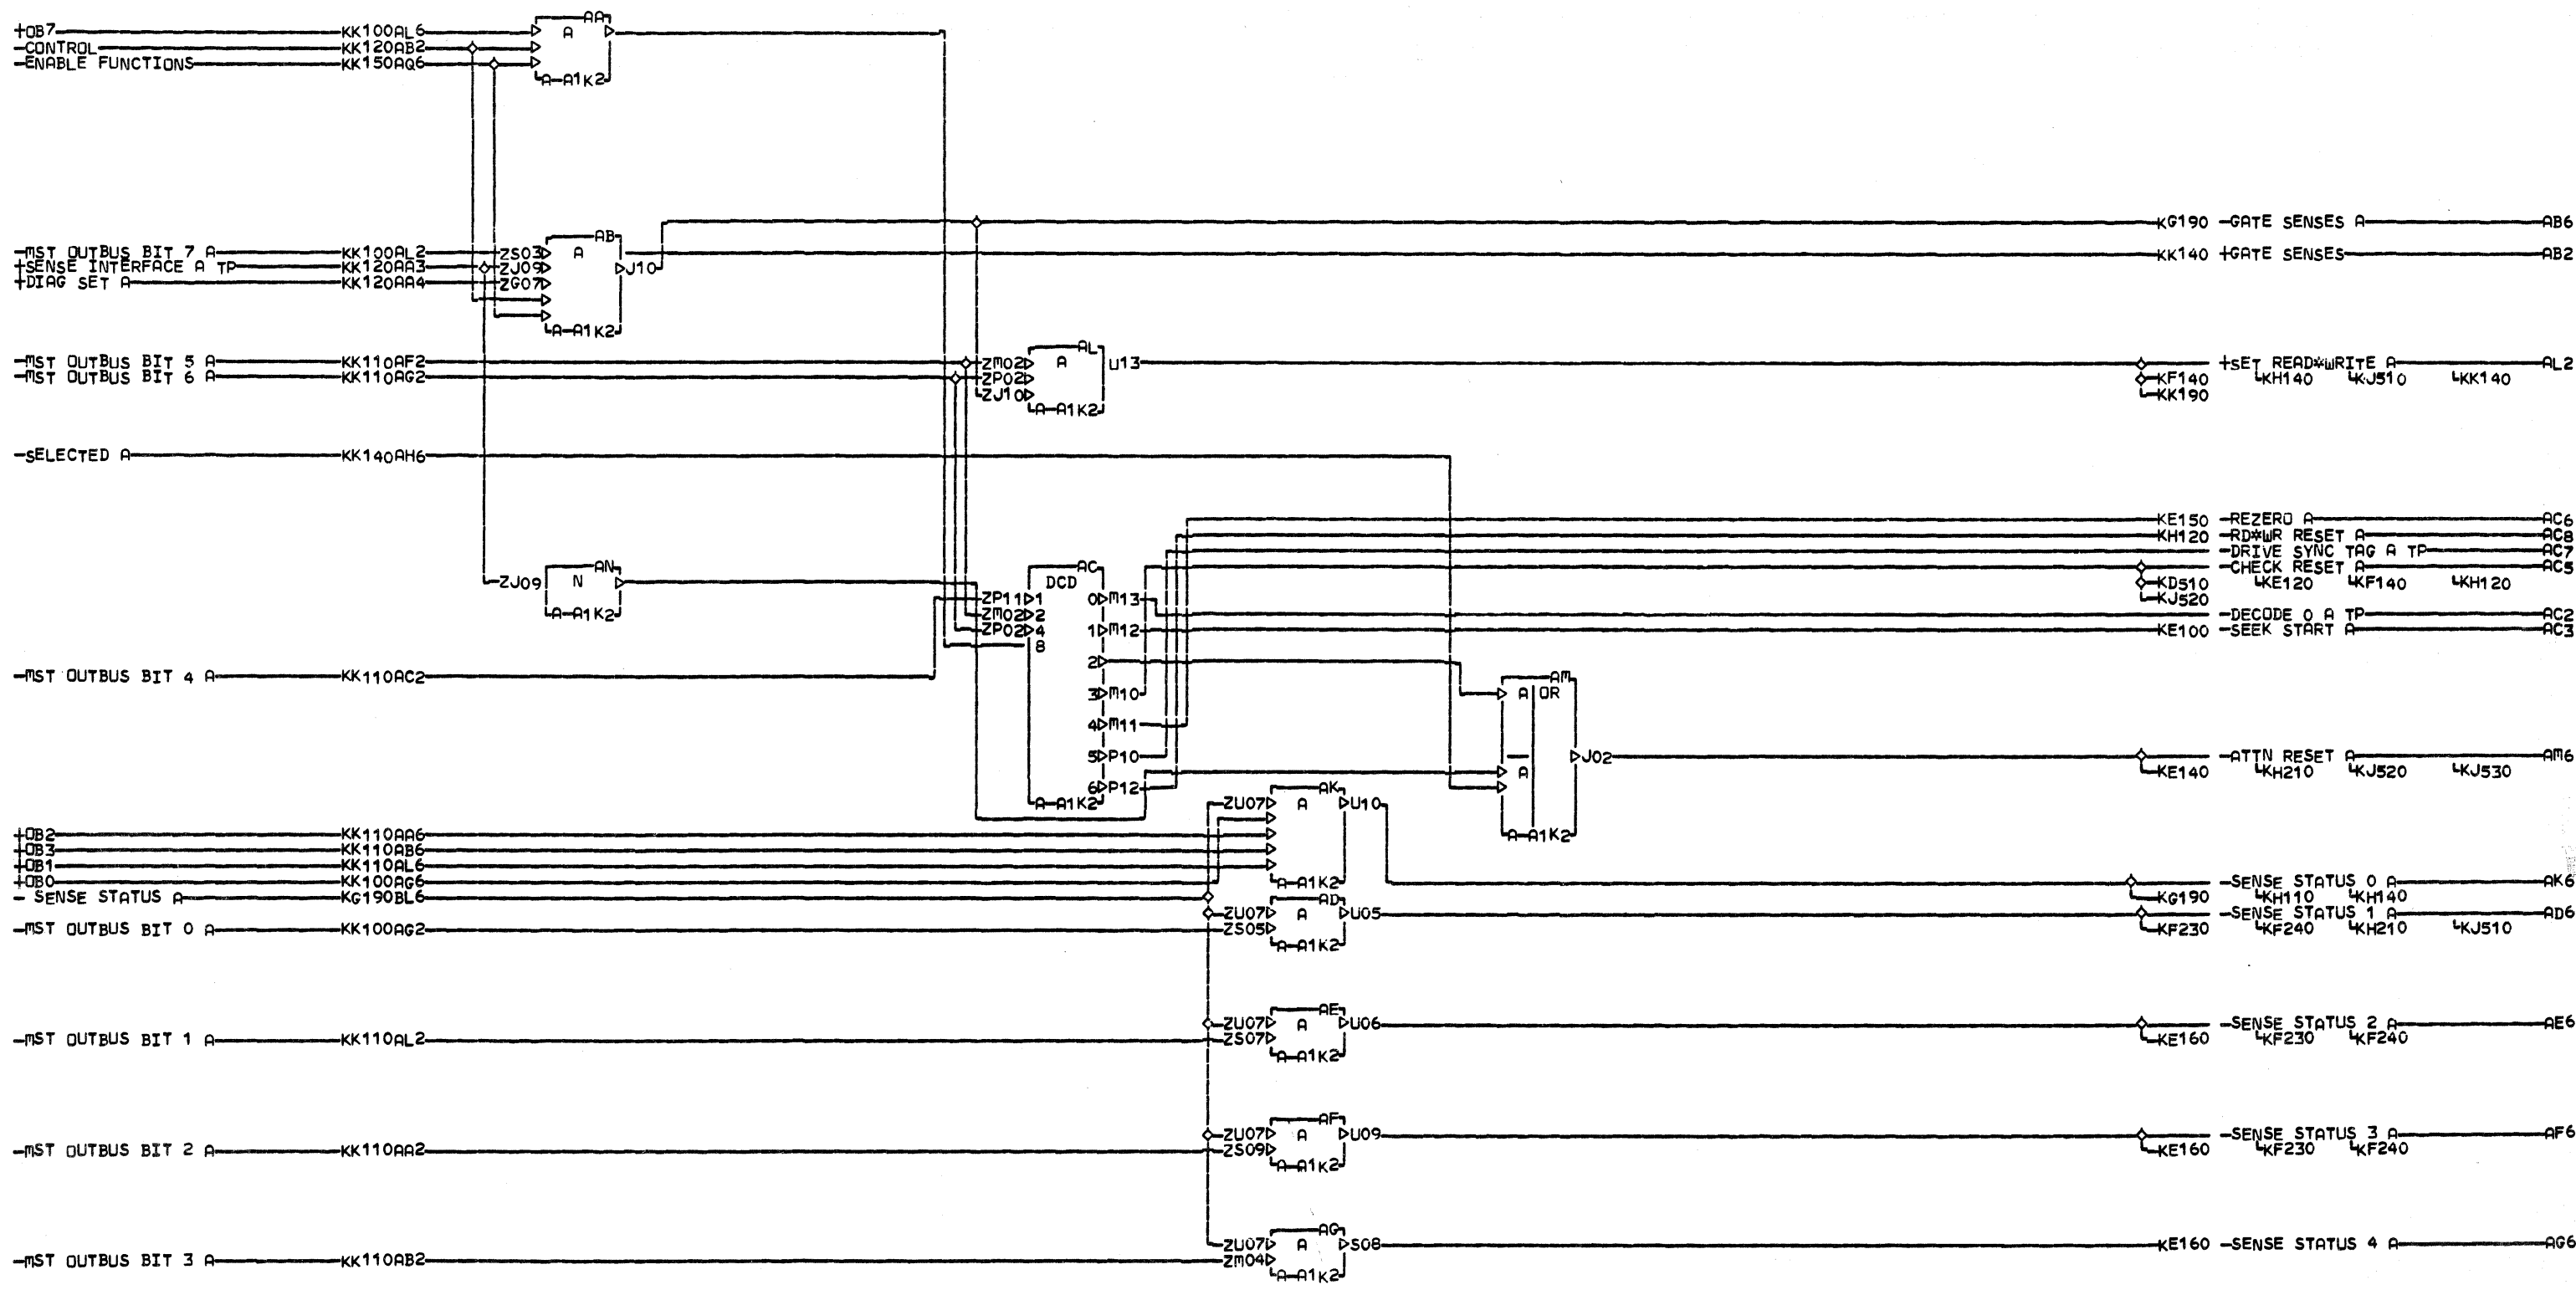 AA
+OB7 KK100AL6 A
-CONTROL KK120AB2
-ENABLE FUNCTIONS KK150AQ6
A-A1K2
KG190 -GATE SENSES A AB6
AB
-MST OUTBUS BIT 7 A KK100AL2 ZS03 A KK140 +GATE SENSES AB2
+SENSE INTERFACE A TP KK120AA3 ZJ09 J10
+DIAG SET A KK120AA4 ZG07
A-A1K2
AL
-MST OUTBUS BIT 5 A KK110AF2 ZM02 A U13 +SET READ*WRITE A AL2
-MST OUTBUS BIT 6 A KK110AG2 ZP02 KF140 KH140 KJ510 KK140
ZJ10 KK190
A-A1K2
-SELECTED A KK140AH6
KE150 -REZERO A AC6
KH120 -RD*WR RESET A AC8
-DRIVE SYNC TAG A TP AC7
AN AC -CHECK RESET A AC5
ZJ09 N DCD KD510 KE120 KF140 KH120
ZP11 1 0 M13 KJ520
A-A1K2 ZM02 2 -DECODE 0 A TP AC2
ZP02 4 1 M12 KE100 -SEEK START A AC3
8
2
-MST OUTBUS BIT 4 A KK110AC2 AM
3 M10 A OR
4 M11
5 P10 J02 -ATTN RESET A AM6
A KE140 KH210 KJ520 KJ530
6 P12 AK
A-A1K2 ZU07 A U10
+OB2 KK110AA6 A-A1K2
+OB3 KK110AB6
+OB1 KK110AL6
+OB0 KK100AG6 A-A1K2 -SENSE STATUS 0 A AK6
- SENSE STATUS A KG190BL6 AD KG190 KH110 KH140
ZU07 A U05 -SENSE STATUS 1 A AD6
-MST OUTBUS BIT 0 A KK100AG2 ZS05 KF230 KF240 KH210 KJ510
A-A1K2
AE
ZU07 A U06 -SENSE STATUS 2 A AE6
-MST OUTBUS BIT 1 A KK110AL2 ZS07 KE160 KF230 KF240
A-A1K2
AF
ZU07 A U09 -SENSE STATUS 3 A AF6
-MST OUTBUS BIT 2 A KK110AA2 ZS09 KE160 KF230 KF240
A-A1K2
AG
ZU07 A S08 KE160 -SENSE STATUS 4 A AG6
-MST OUTBUS BIT 3 A KK110AB2 ZM04
A-A1K2